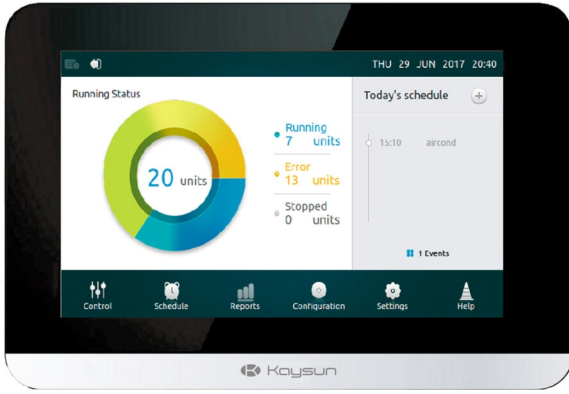 THU 29 JUN 2017 20:40
Running Status
20 units
Running
7 units
Error
13 units
Stopped
0 units
Today's schedule
+
15:10 aircond
1 Events
Control
Schedule
Reports
Configuration
Settings
Help
Kaysun